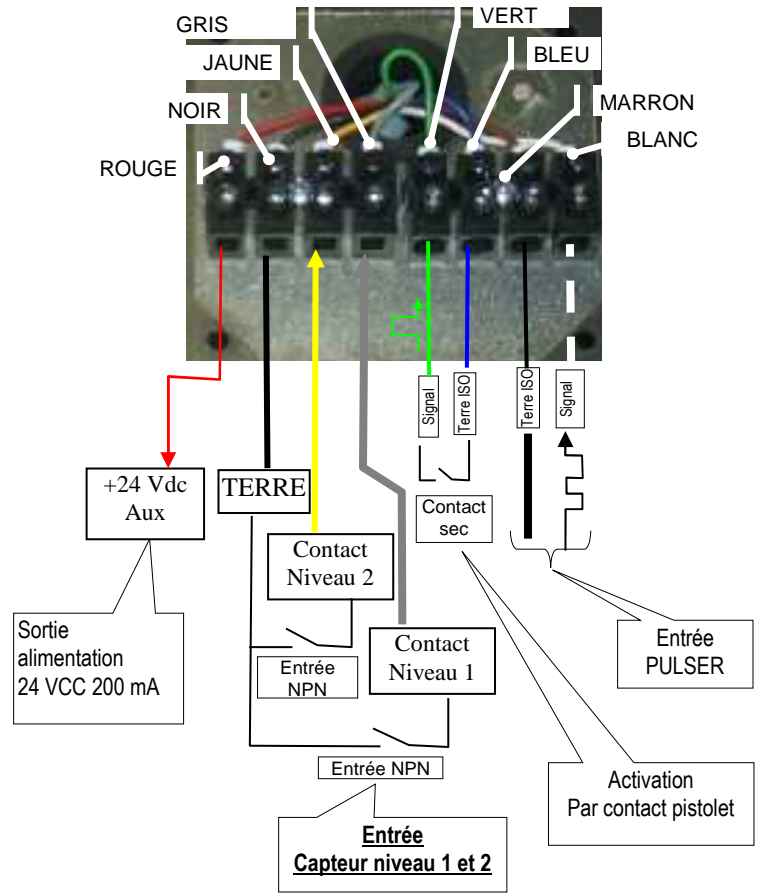 GRIS
VERT
JAUNE
BLEU
NOIR
MARRON
ROUGE
BLANC
Signal
Terre ISO
Terre ISO
Signal
+24 Vdc
Aux
TERRE
Contact
sec
Contact
Niveau 2
Sortie
alimentation
24 VCC 200 mA
Entrée
NPN
Contact
Niveau 1
Entrée
PULSER
Entrée NPN
Activation
Par contact pistolet
Entrée
Capteur niveau 1 et 2